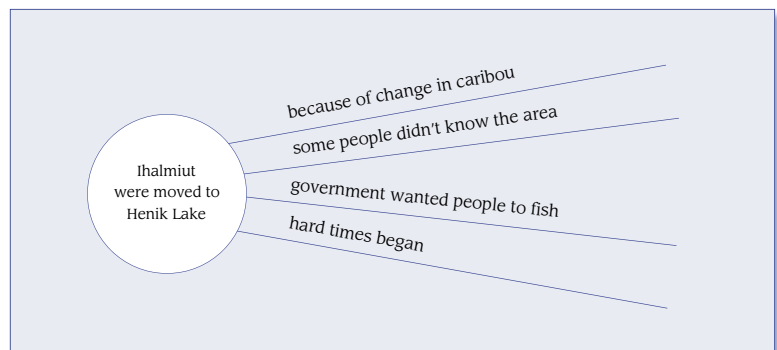 because of change in caribou
some people didn't know the area
Ihalmiut
were moved to
Henik Lake
government wanted people to fish
hard times began